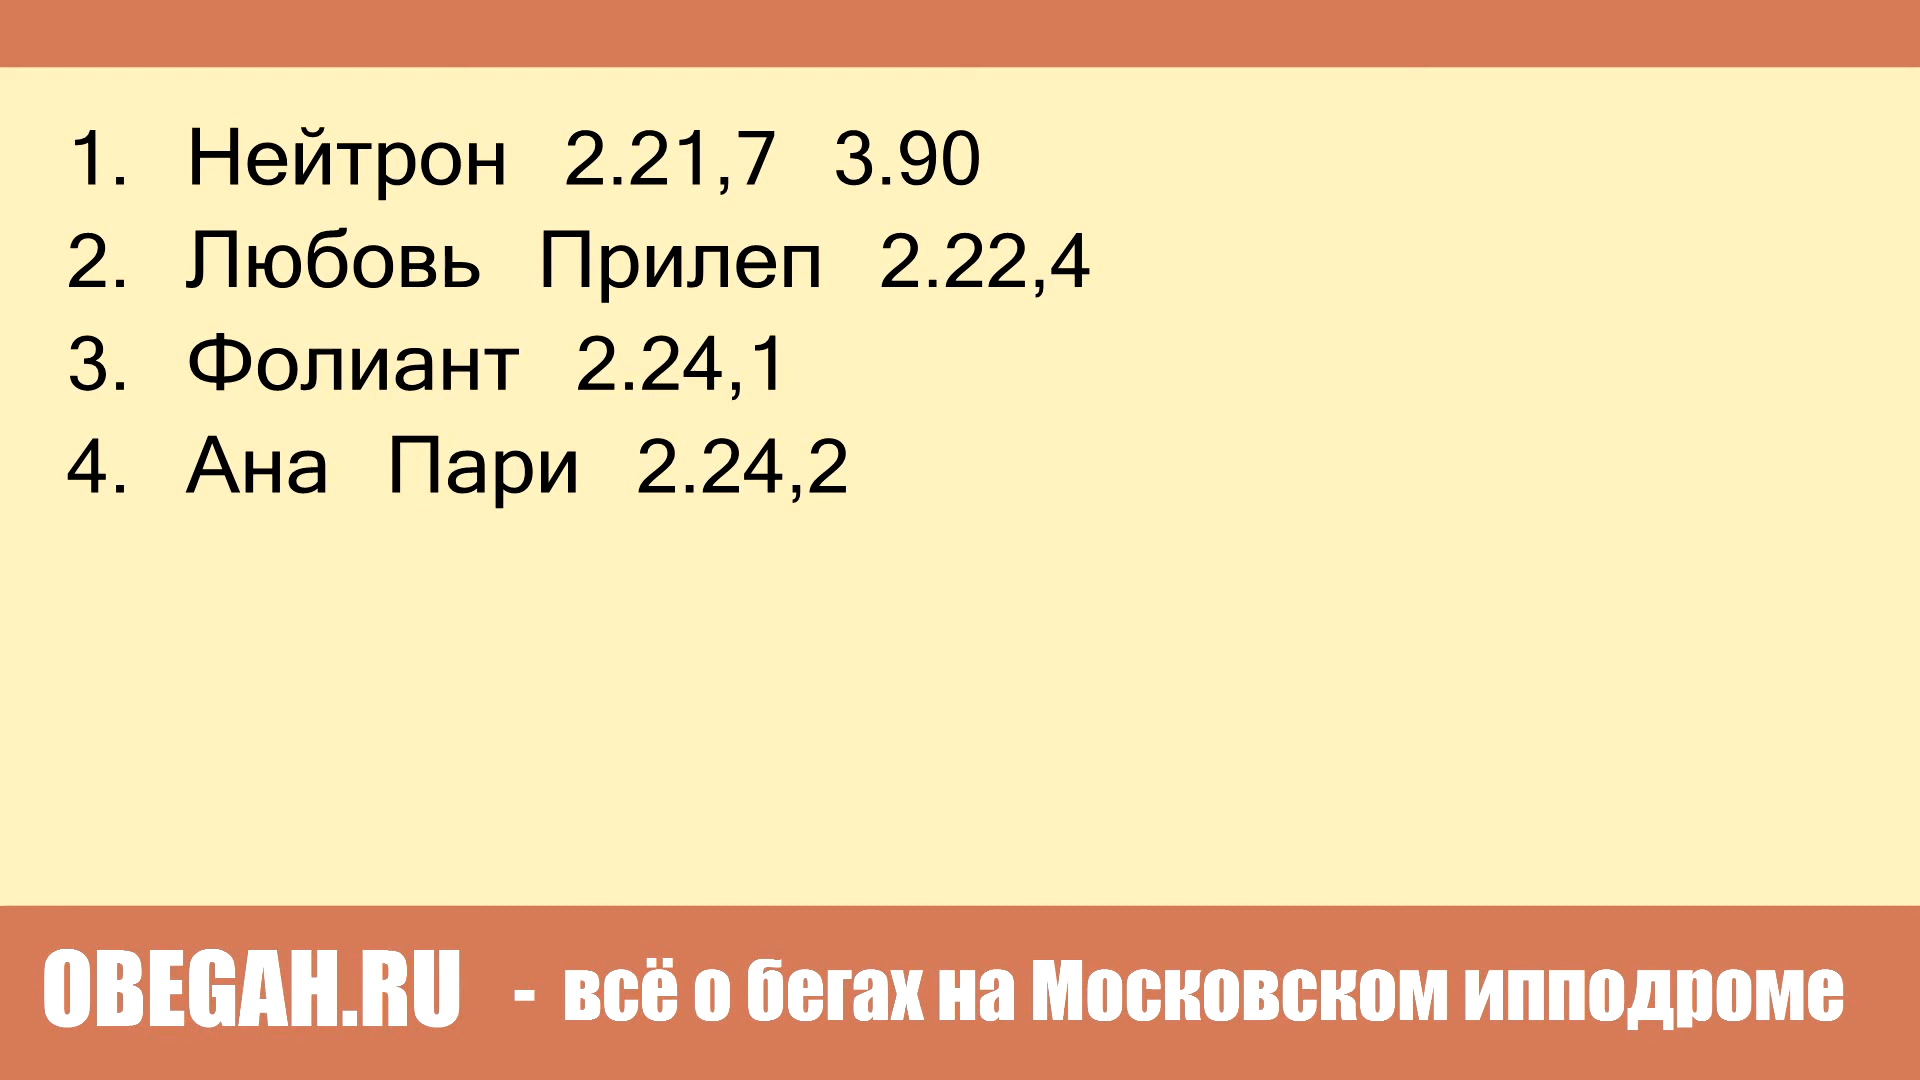 1. Нейтрон 2.21,7 3.90
2. Любовь Прилеп 2.22,4
3. Фолиант 2.24,1
4. Ана Пари 2.24,2
OBEGAH.RU - всё о бегах на Московском ипподроме